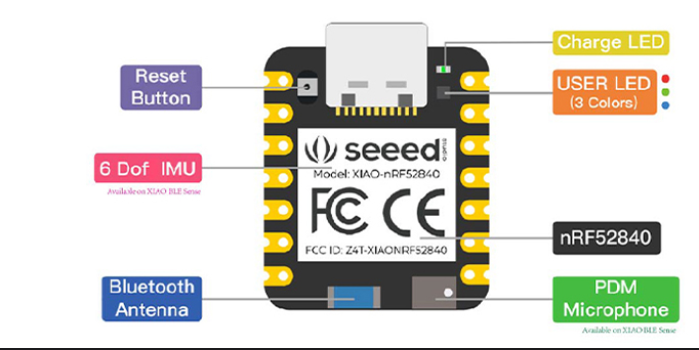 Charge LED
Reset
Button
USER LED
(3 Colors)
seeed
studio
Model: XIAO-nRF52840
6 Dof IMU
Available on XIAO BLE Sense
FC CE
nRF52840
FCC ID: Z4T-XIAONRF52840
Bluetooth
Antenna
PDM
Microphone
Available on XIAO BLE Sense